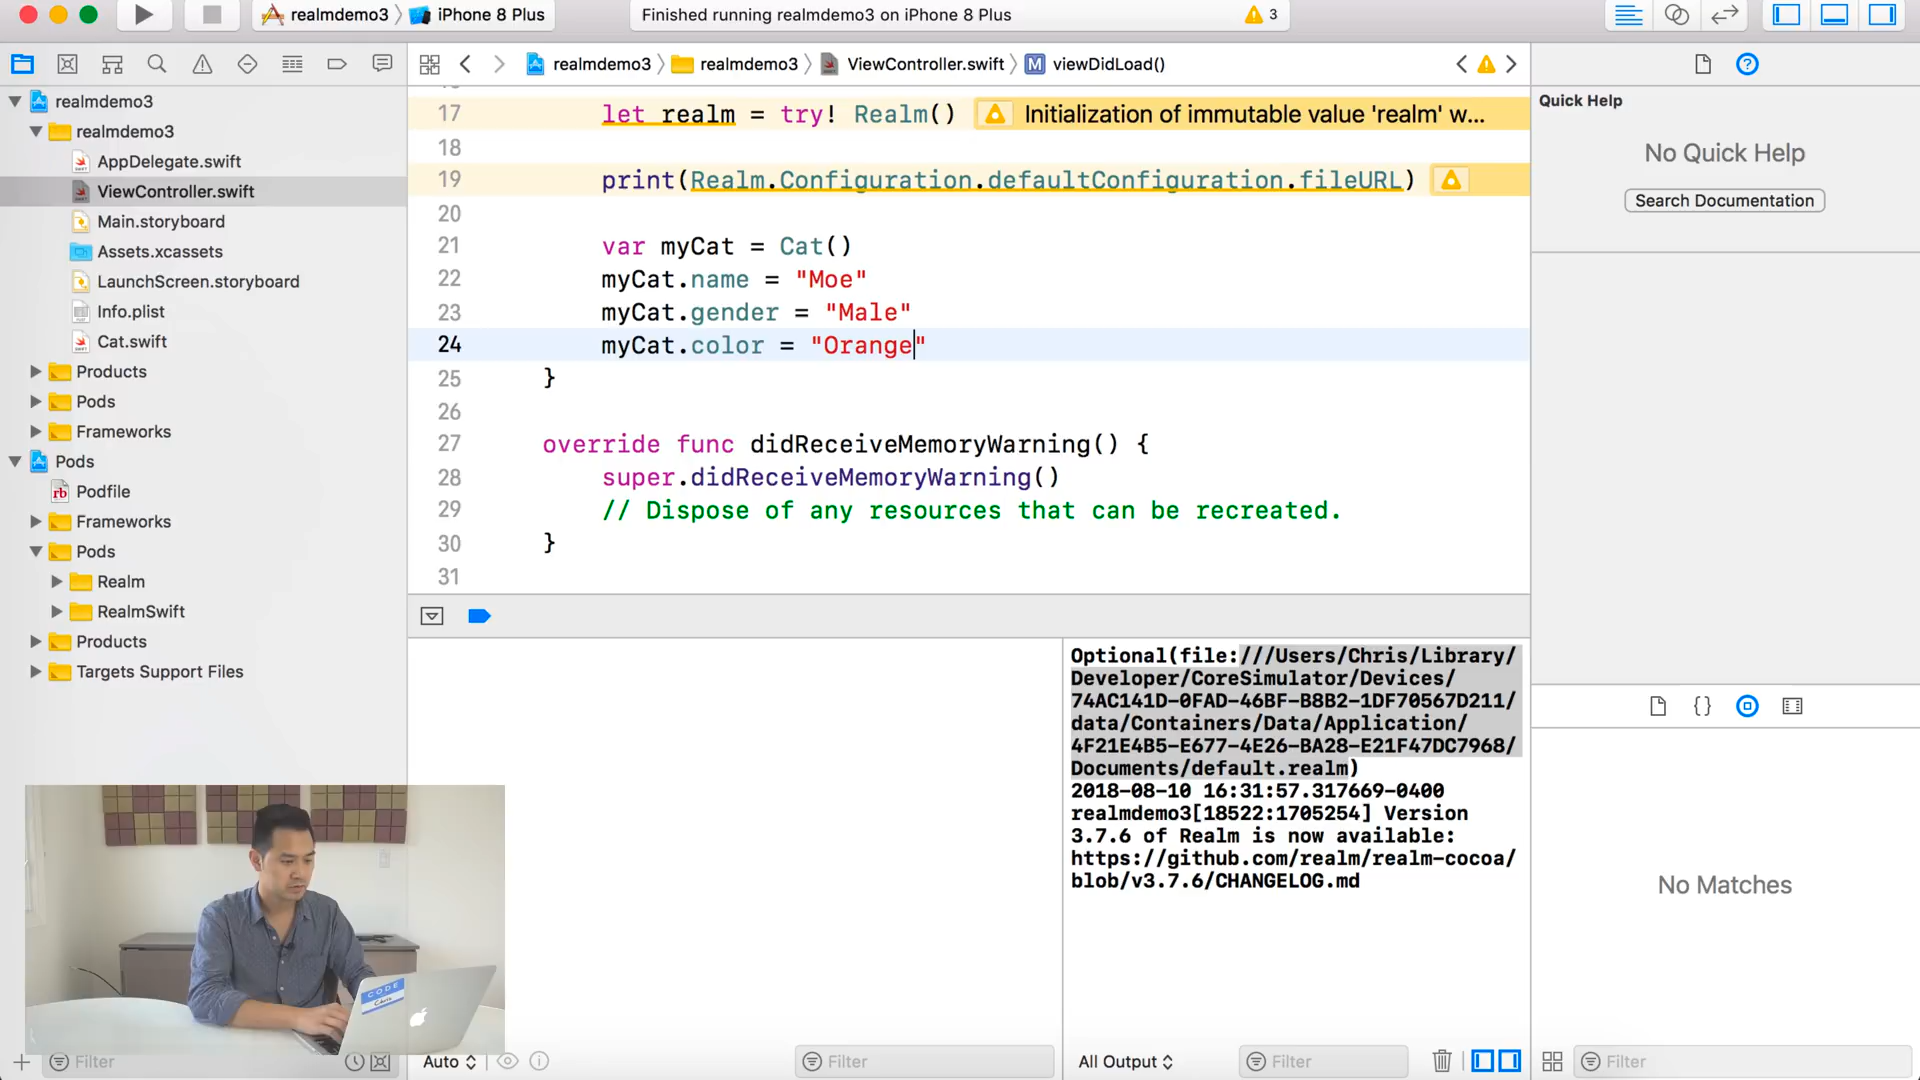 realmdemo3 iPhone 8 Plus
Finished running realmdemo3 on iPhone 8 Plus
3
realmdemo3
realmdemo3
AppDelegate.swift
ViewController.swift
Main.storyboard
Assets.xcassets
LaunchScreen.storyboard
Info.plist
Cat.swift
Products
Pods
Frameworks
Pods
rb Podfile
Frameworks
Pods
Realm
RealmSwift
Products
Targets Support Files
realmdemo3 realmdemo3 ViewController.swift M viewDidLoad()
17 let realm = try! Realm() Initialization of immutable value 'realm' w...
18
19 print(Realm.Configuration.defaultConfiguration.fileURL)
20
21 var myCat = Cat()
22 myCat.name = "Moe"
23 myCat.gender = "Male"
24 myCat.color = "Orange"
25 }
26
27 override func didReceiveMemoryWarning() {
28 super.didReceiveMemoryWarning()
29 // Dispose of any resources that can be recreated.
30 }
31
Optional(file:///Users/Chris/Library/
Developer/CoreSimulator/Devices/
74AC141D-0FAD-46BF-B8B2-1DF70567D211/
data/Containers/Data/Application/
4F21E4B5-E677-4E26-BA28-E21F47DC7968/
Documents/default.realm)
2018-08-10 16:31:57.317669-0400
realmdemo3[18522:1705254] Version
3.7.6 of Realm is now available:
https://github.com/realm/realm-cocoa/
blob/v3.7.6/CHANGELOG.md
Quick Help
No Quick Help
Search Documentation
{}
No Matches
CODE
Chris
Filter
Auto
Filter
All Output
Filter
Filter